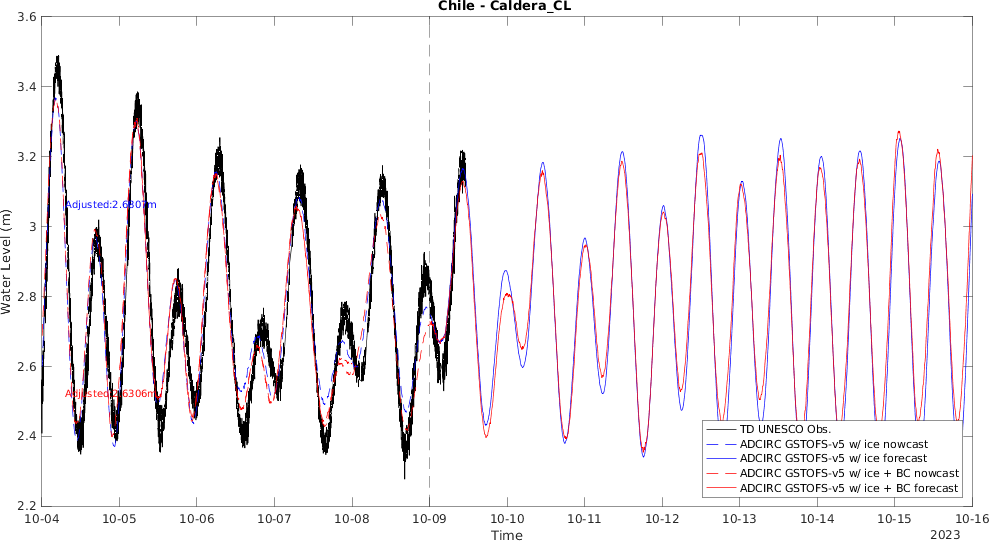 Chile - Caldera_CL
3.6
3.4
3.2
3
2.8
2.6
2.4
2.2
Water Level (m)
Adjusted:2.6307m
Adjusted:2.6306m
TD UNESCO Obs.
ADCIRC GSTOFS-v5 w/ ice nowcast
ADCIRC GSTOFS-v5 w/ ice forecast
ADCIRC GSTOFS-v5 w/ ice + BC nowcast
ADCIRC GSTOFS-v5 w/ ice + BC forecast
10-04 10-05 10-06 10-07 10-08 10-09 10-10 10-11 10-12 10-13 10-14 10-15 10-16
Time
2023